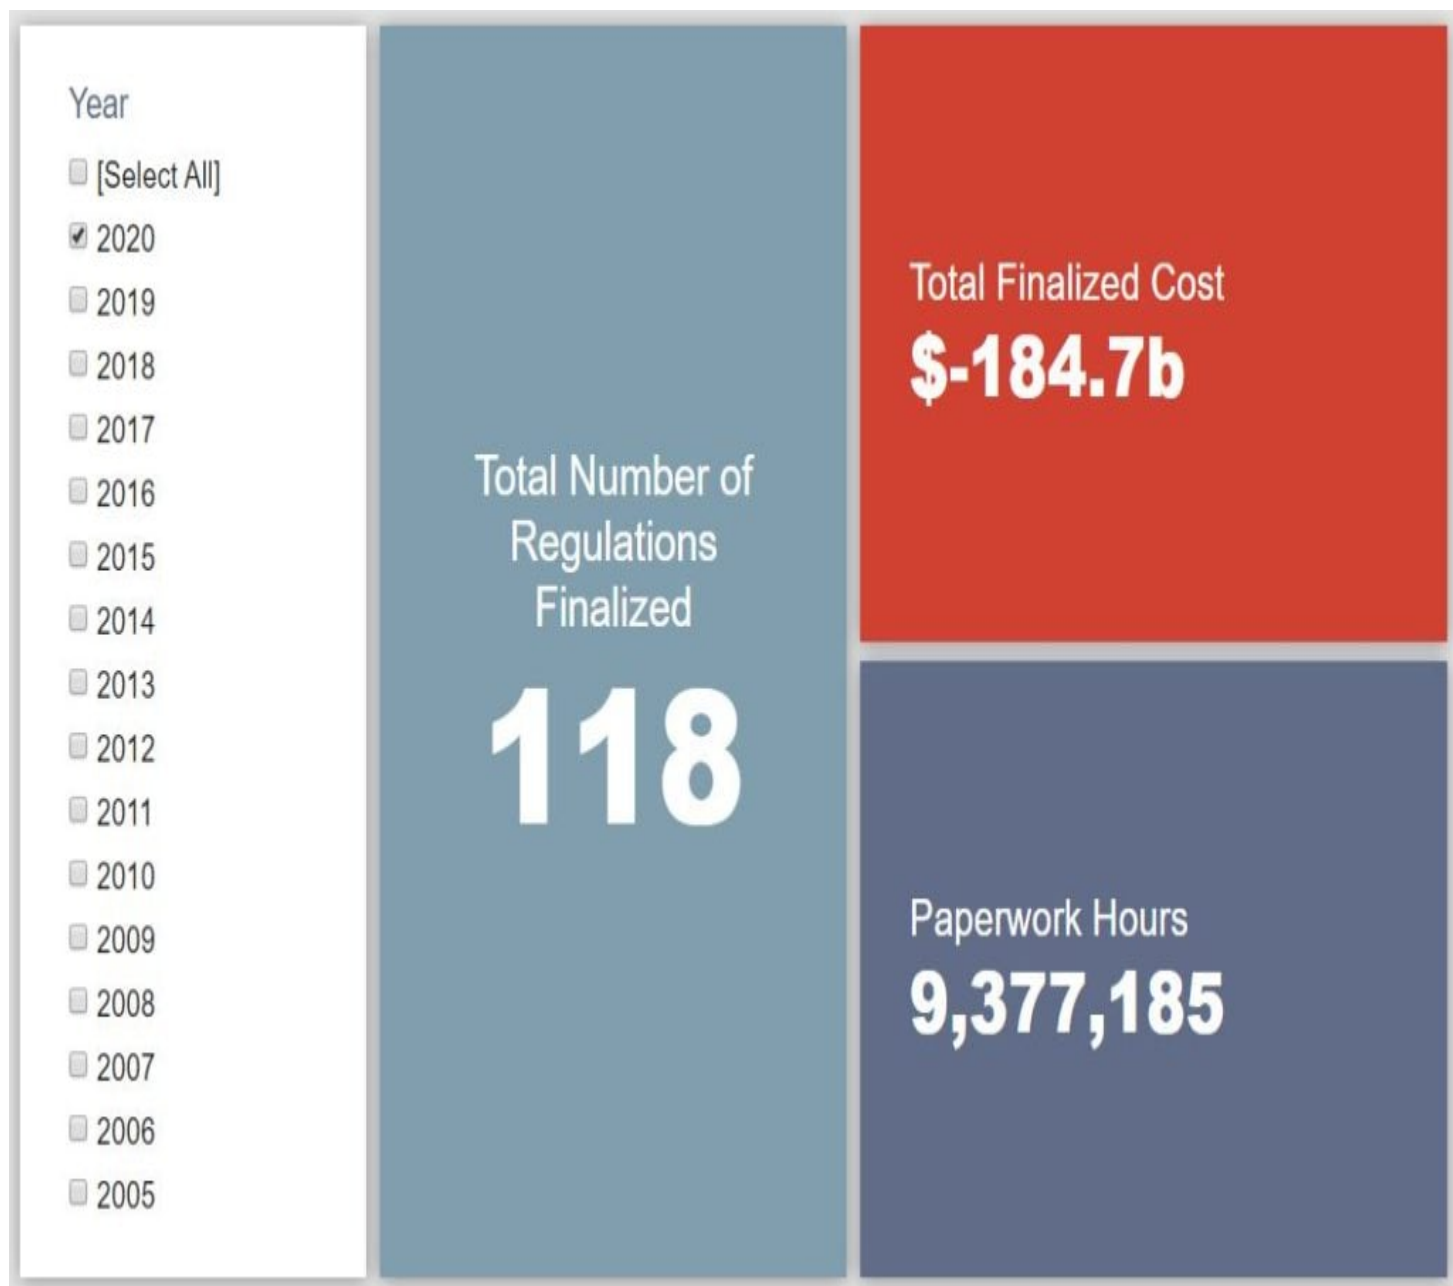 Year
[Select All]
2020
2019
2018
2017
2016
2015
2014
2013
2012
2011
2010
2009
2008
2007
2006
2005
Total Number of
Regulations
Finalized
118
Total Finalized Cost
$-184.7b
Paperwork Hours
9,377,185